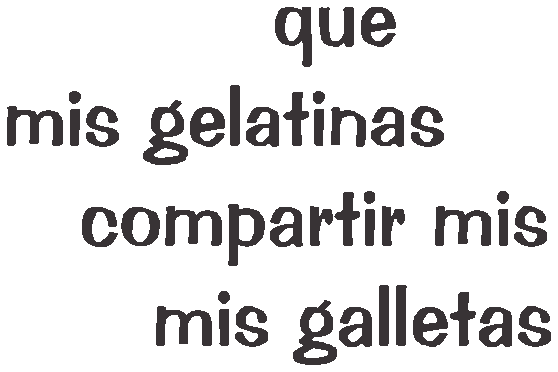 que
mis gelatinas
compartir mis
mis galletas